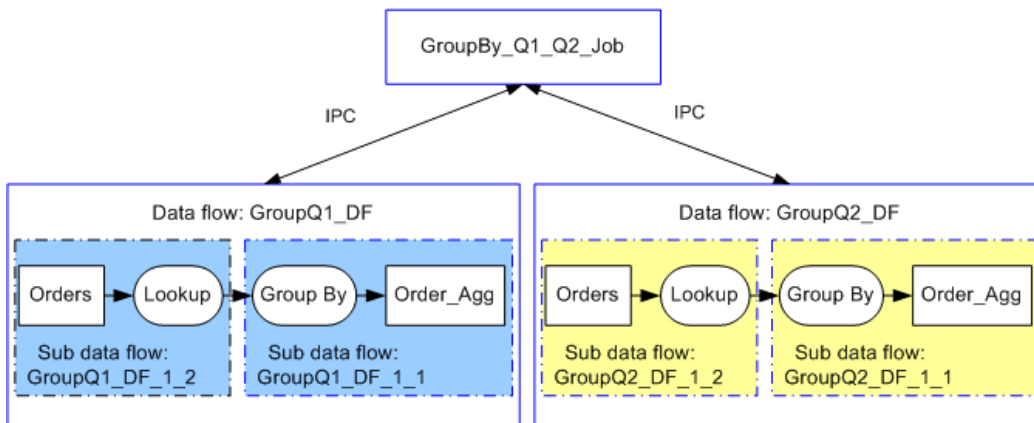 GroupBy_Q1_Q2_Job
IPC
IPC
Data flow: GroupQ1_DF
Orders
Lookup
Group By
Order_Agg
Sub data flow:
GroupQ1_DF_1_2
Sub data flow:
GroupQ1_DF_1_1
Data flow: GroupQ2_DF
Orders
Lookup
Group By
Order_Agg
Sub data flow:
GroupQ2_DF_1_2
Sub data flow:
GroupQ2_DF_1_1